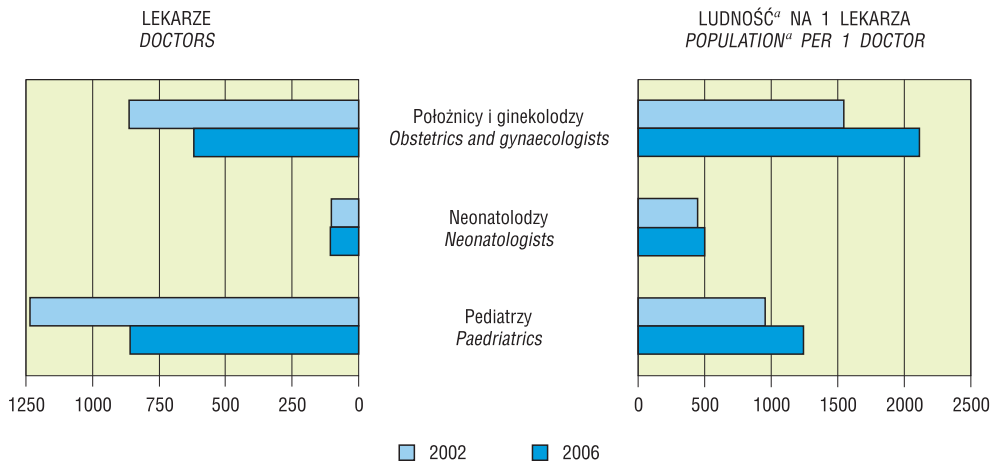 LEKARZE
DOCTORS
LUDNOŚĆᵃ NA 1 LEKARZA
POPULATIONᵃ PER 1 DOCTOR
Położnicy i ginekolodzy
Obstetrics and gynaecologists
Neonatolodzy
Neonatologists
Pediatrzy
Paedriatrics
1250 1000 750 500 250 0
0 500 1000 1500 2000 2500
2002 2006